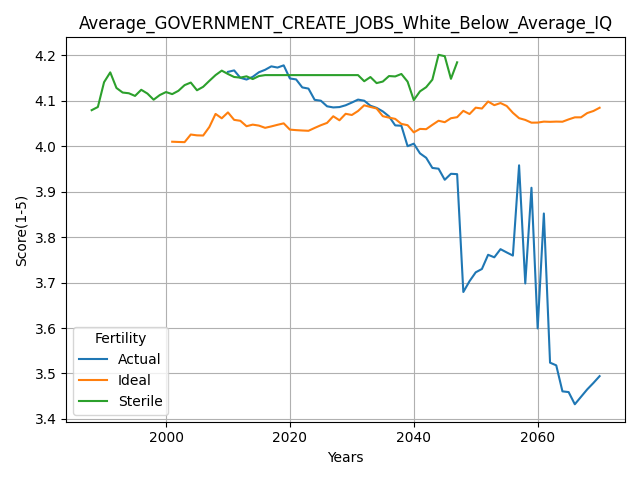 Average_GOVERNMENT_CREATE_JOBS_White_Below_Average_IQ
4.2
4.1
4.0
3.9
3.8
3.7
3.6
3.5
3.4
Score(1-5)
Fertility
Actual
Ideal
Sterile
2000 2020 2040 2060
Years